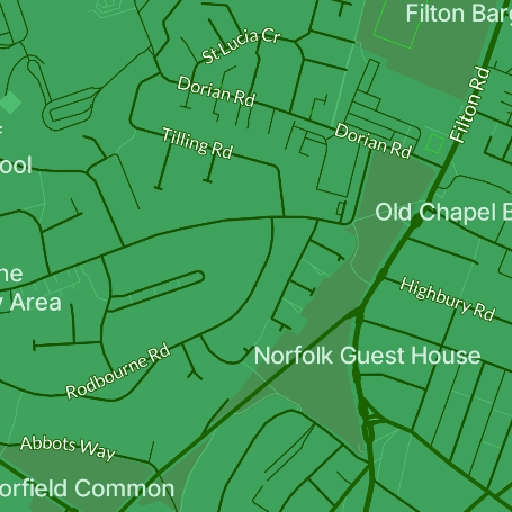 Filton Barg
St Lucia Cr
Dorian Rd
Filton Rd
Tilling Rd
Dorian Rd
ool
Old Chapel B
ne
y Area
Highbury Rd
Norfolk Guest House
Rodbourne Rd
Abbots Way
orfield Common